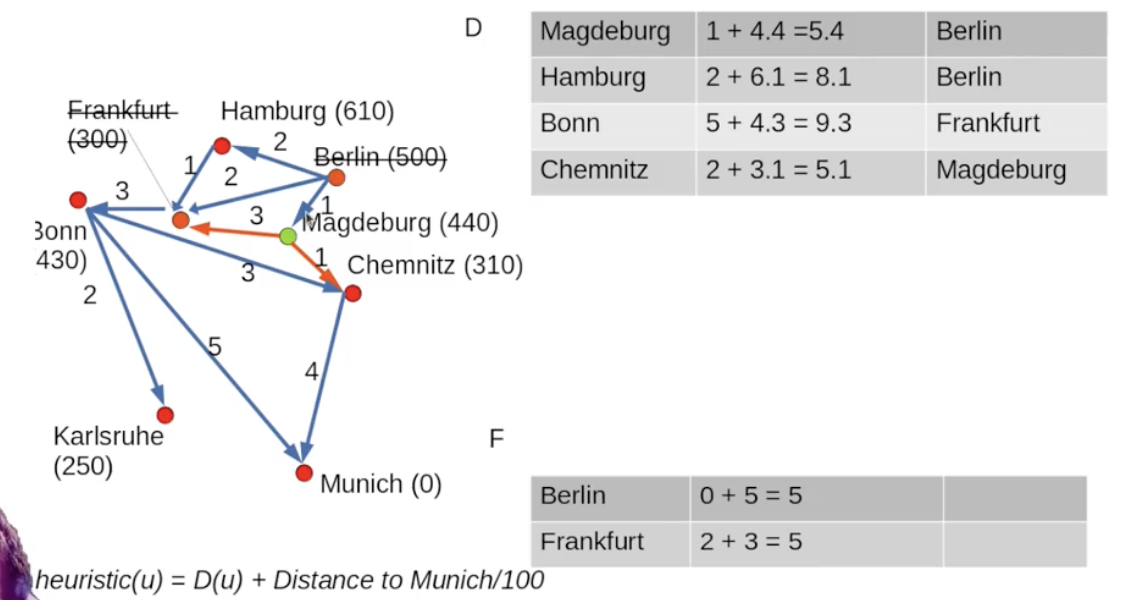 D
Magdeburg 1 + 4.4 =5.4 Berlin
Hamburg 2 + 6.1 = 8.1 Berlin
Bonn 5 + 4.3 = 9.3 Frankfurt
Chemnitz 2 + 3.1 = 5.1 Magdeburg
Frankfurt
(300)
Hamburg (610)
2
Berlin (500)
1
2
3
1
3
Magdeburg (440)
Bonn
430)
1
Chemnitz (310)
3
2
5
4
Karlsruhe
(250)
Munich (0)
F
Berlin 0 + 5 = 5
Frankfurt 2 + 3 = 5
heuristic(u) = D(u) + Distance to Munich/100